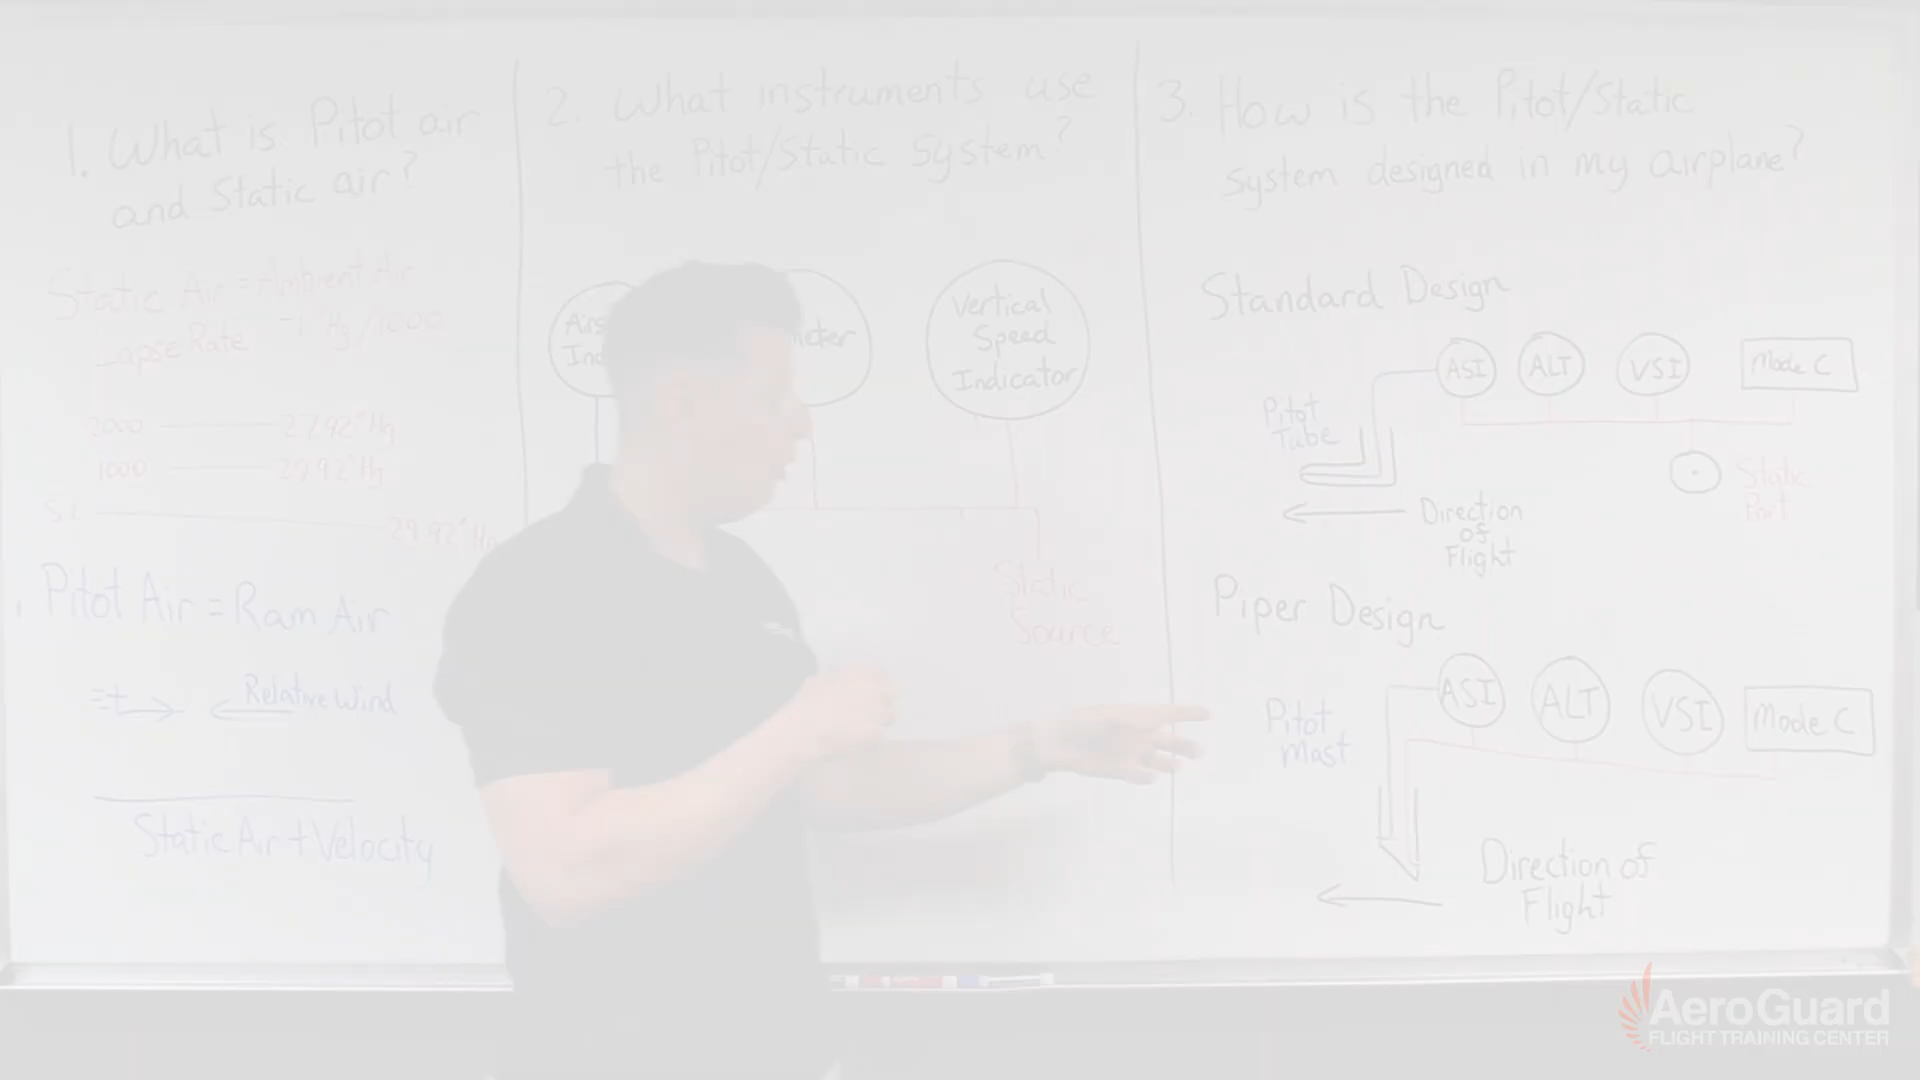 1. What is Pitot air
and Static air?
Static Air = Ambient Air
Lapse Rate -1" Hg/1000
2000 27.92" Hg
1000 28.92" Hg
S.L. 29.92" Hg
Pitot Air = Ram Air
Relative Wind
Static Air + Velocity
2. What instruments use
the Pitot/Static System?
Vertical
Speed
Indicator
Static
Source
3. How is the Pitot/Static
system designed in my airplane?
Standard Design
ASI ALT VSI Mode C
Pitot
Tube
Static
Port
Direction
of
Flight
Piper Design
ASI ALT VSI Mode C
Pitot
Mast
Direction of
Flight
AeroGuard
FLIGHT TRAINING CENTER